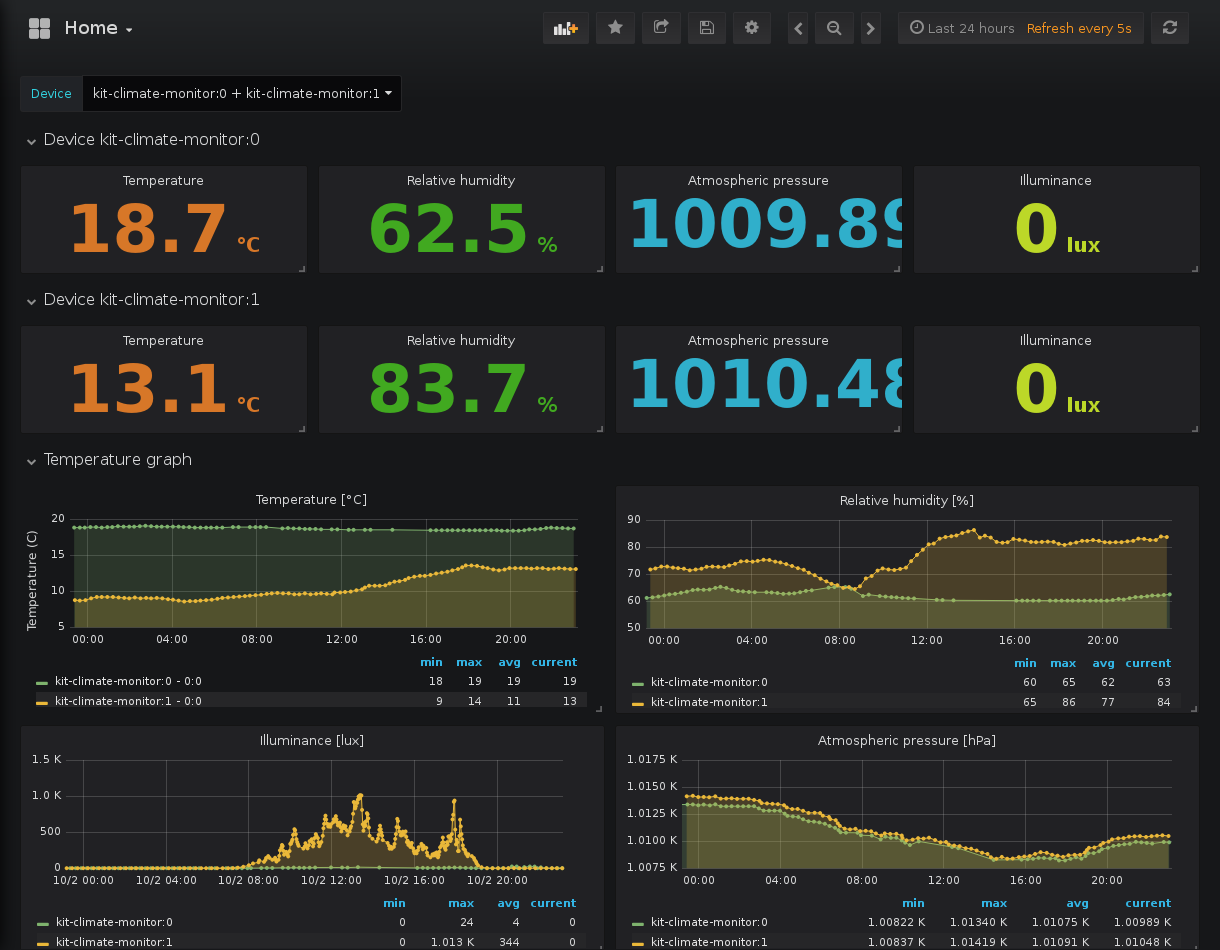 Home
Last 24 hours Refresh every 5s
Device kit-climate-monitor:0 + kit-climate-monitor:1
Device kit-climate-monitor:0
Temperature Relative humidity Atmospheric pressure Illuminance
18.7 °C 62.5 % 1009.89 0 lux
Device kit-climate-monitor:1
Temperature Relative humidity Atmospheric pressure Illuminance
13.1 °C 83.7 % 1010.48 0 lux
Temperature graph
Temperature [°C]
Temperature (C)
20
15
10
5
00:00 04:00 08:00 12:00 16:00 20:00
min max avg current
kit-climate-monitor:0 - 0:0 18 19 19 19
kit-climate-monitor:1 - 0:0 9 14 11 13
Relative humidity [%]
90
80
70
60
50
00:00 04:00 08:00 12:00 16:00 20:00
min max avg current
kit-climate-monitor:0 60 65 62 63
kit-climate-monitor:1 65 86 77 84
Illuminance [lux]
1.5 K
1.0 K
500
0
10/2 00:00 10/2 04:00 10/2 08:00 10/2 12:00 10/2 16:00 10/2 20:00
min max avg current
kit-climate-monitor:0 0 24 4 0
kit-climate-monitor:1 0 1.013 K 344 0
Atmospheric pressure [hPa]
1.0175 K
1.0150 K
1.0125 K
1.0100 K
1.0075 K
00:00 04:00 08:00 12:00 16:00 20:00
min max avg current
kit-climate-monitor:0 1.00822 K 1.01340 K 1.01075 K 1.00989 K
kit-climate-monitor:1 1.00837 K 1.01419 K 1.01091 K 1.01048 K